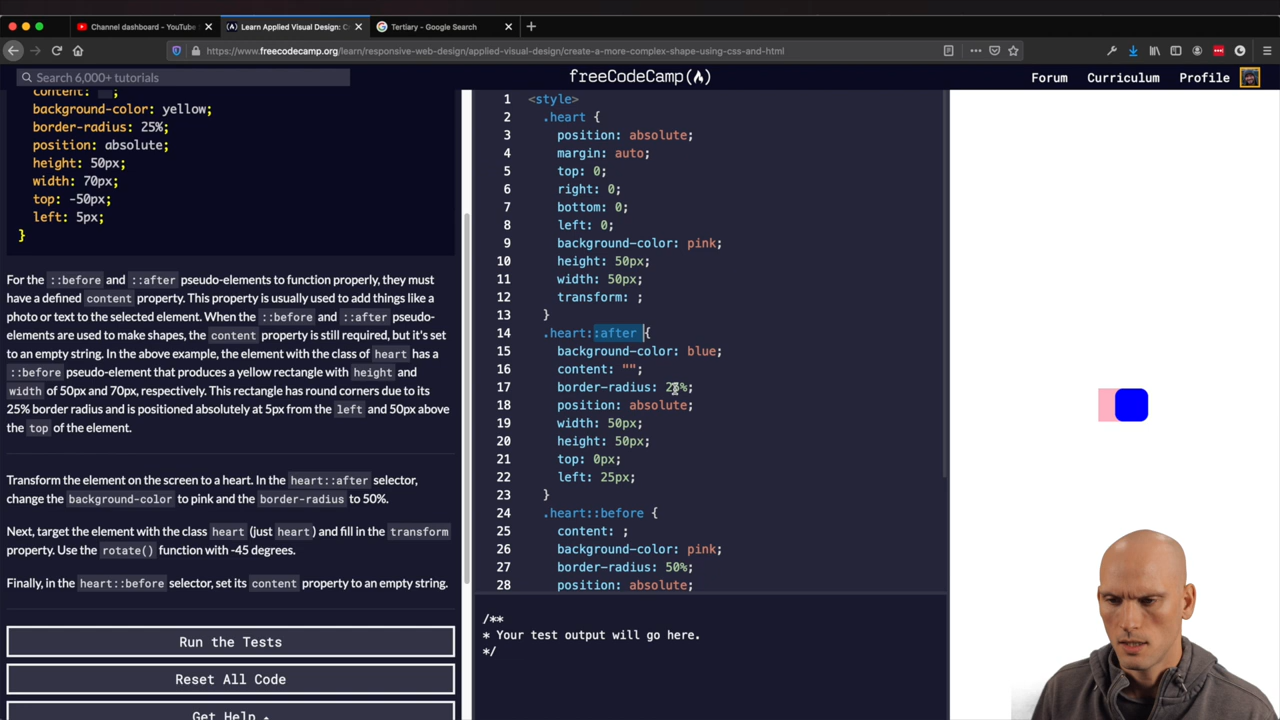 Channel dashboard - YouTube S
Learn Applied Visual Design: C
Tertiary - Google Search
https://www.freecodecamp.org/learn/responsive-web-design/applied-visual-design/create-a-more-complex-shape-using-css-and-html
Search 6,000+ tutorials
freeCodeCamp
Forum
Curriculum
Profile
content: ;
background-color: yellow;
border-radius: 25%;
position: absolute;
height: 50px;
width: 70px;
top: -50px;
left: 5px;
}
For the ::before and ::after pseudo-elements to function properly, they must
have a defined content property. This property is usually used to add things like a
photo or text to the selected element. When the ::before and ::after pseudo-
elements are used to make shapes, the content property is still required, but it's set
to an empty string. In the above example, the element with the class of heart has a
::before pseudo-element that produces a yellow rectangle with height and
width of 50px and 70px, respectively. This rectangle has round corners due to its
25% border radius and is positioned absolutely at 5px from the left and 50px above
the top of the element.
Transform the element on the screen to a heart. In the heart::after selector,
change the background-color to pink and the border-radius to 50%.
Next, target the element with the class heart (just heart) and fill in the transform
property. Use the rotate() function with -45 degrees.
Finally, in the heart::before selector, set its content property to an empty string.
Run the Tests
Reset All Code
Get Help
1 <style>
2 .heart {
3 position: absolute;
4 margin: auto;
5 top: 0;
6 right: 0;
7 bottom: 0;
8 left: 0;
9 background-color: pink;
10 height: 50px;
11 width: 50px;
12 transform: ;
13 }
14 .heart::after {
15 background-color: blue;
16 content: "";
17 border-radius: 25%;
18 position: absolute;
19 width: 50px;
20 height: 50px;
21 top: 0px;
22 left: 25px;
23 }
24 .heart::before {
25 content: ;
26 background-color: pink;
27 border-radius: 50%;
28 position: absolute;
/**
* Your test output will go here.
*/